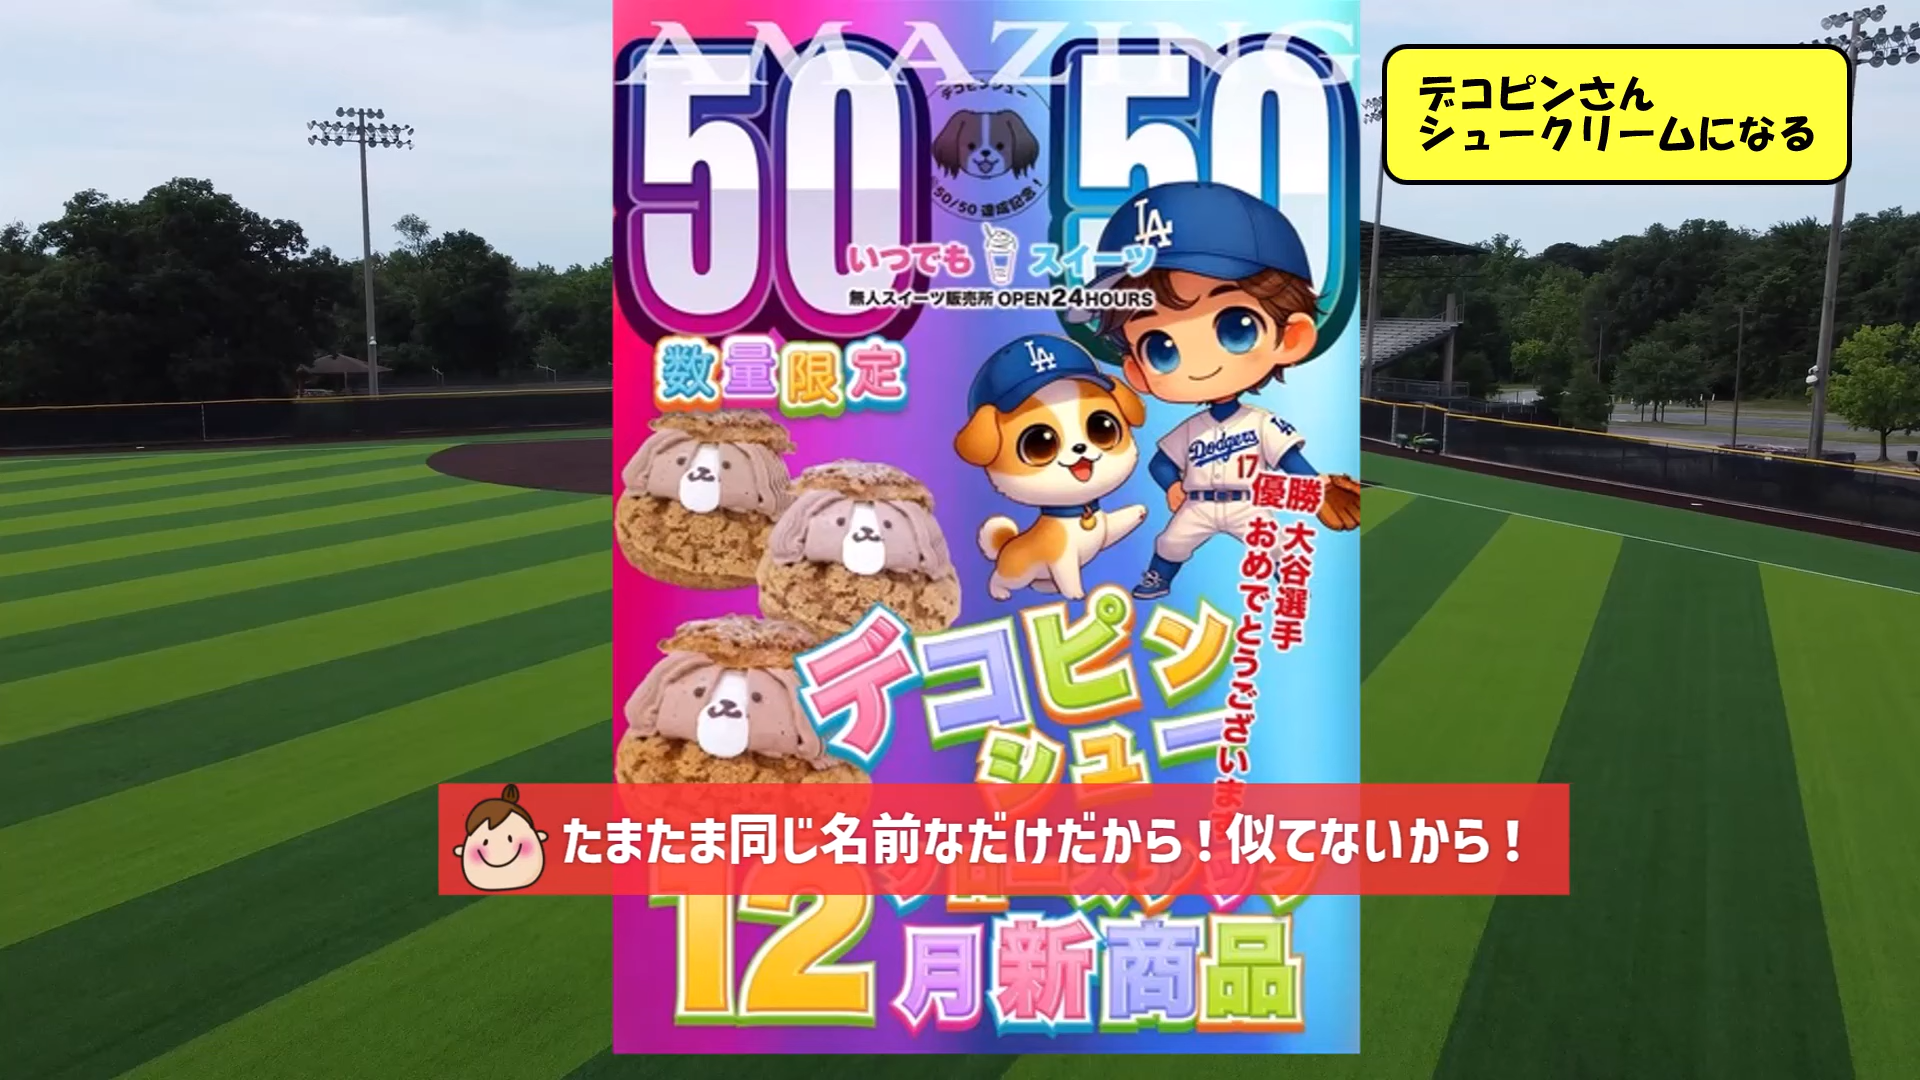 AMAZING
50 50
デコピンシュー
50/50 達成記念！
デコピンさん
シュークリームになる
LA
いつでも スイーツ
無人スイーツ販売所 OPEN24HOURS
数量限定
LA
Dodgers
LA
17
優勝
大谷選手
おめでとうございます
デコピン
シュー
たまたま同じ名前なだけだから！似てないから！
12月新商品